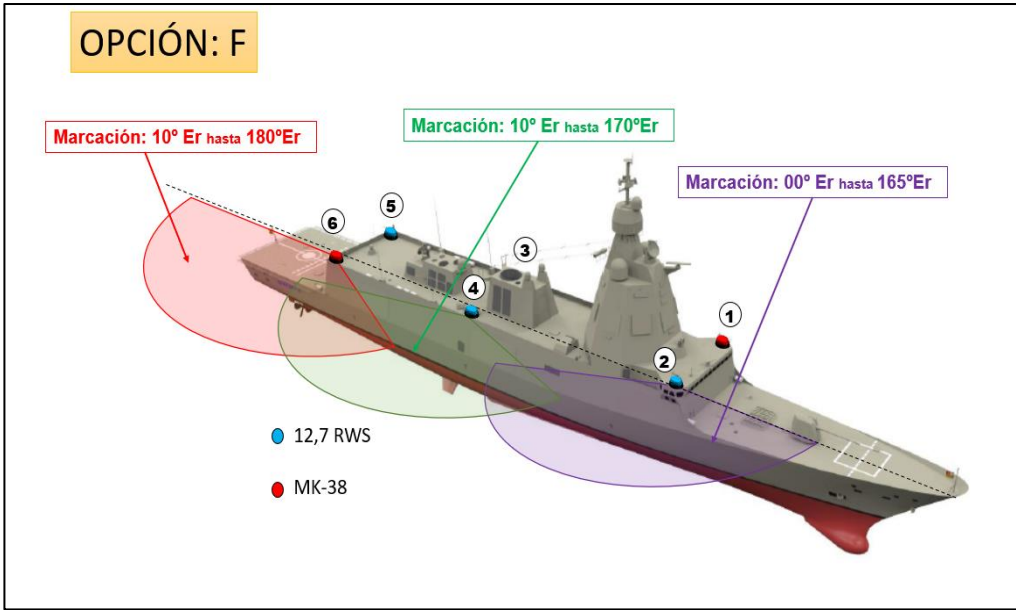 OPCIÓN: F
Marcación: 10º Er hasta 180ºEr
Marcación: 10º Er hasta 170ºEr
Marcación: 00º Er hasta 165ºEr
5
6
3
4
1
2
12,7 RWS
MK-38